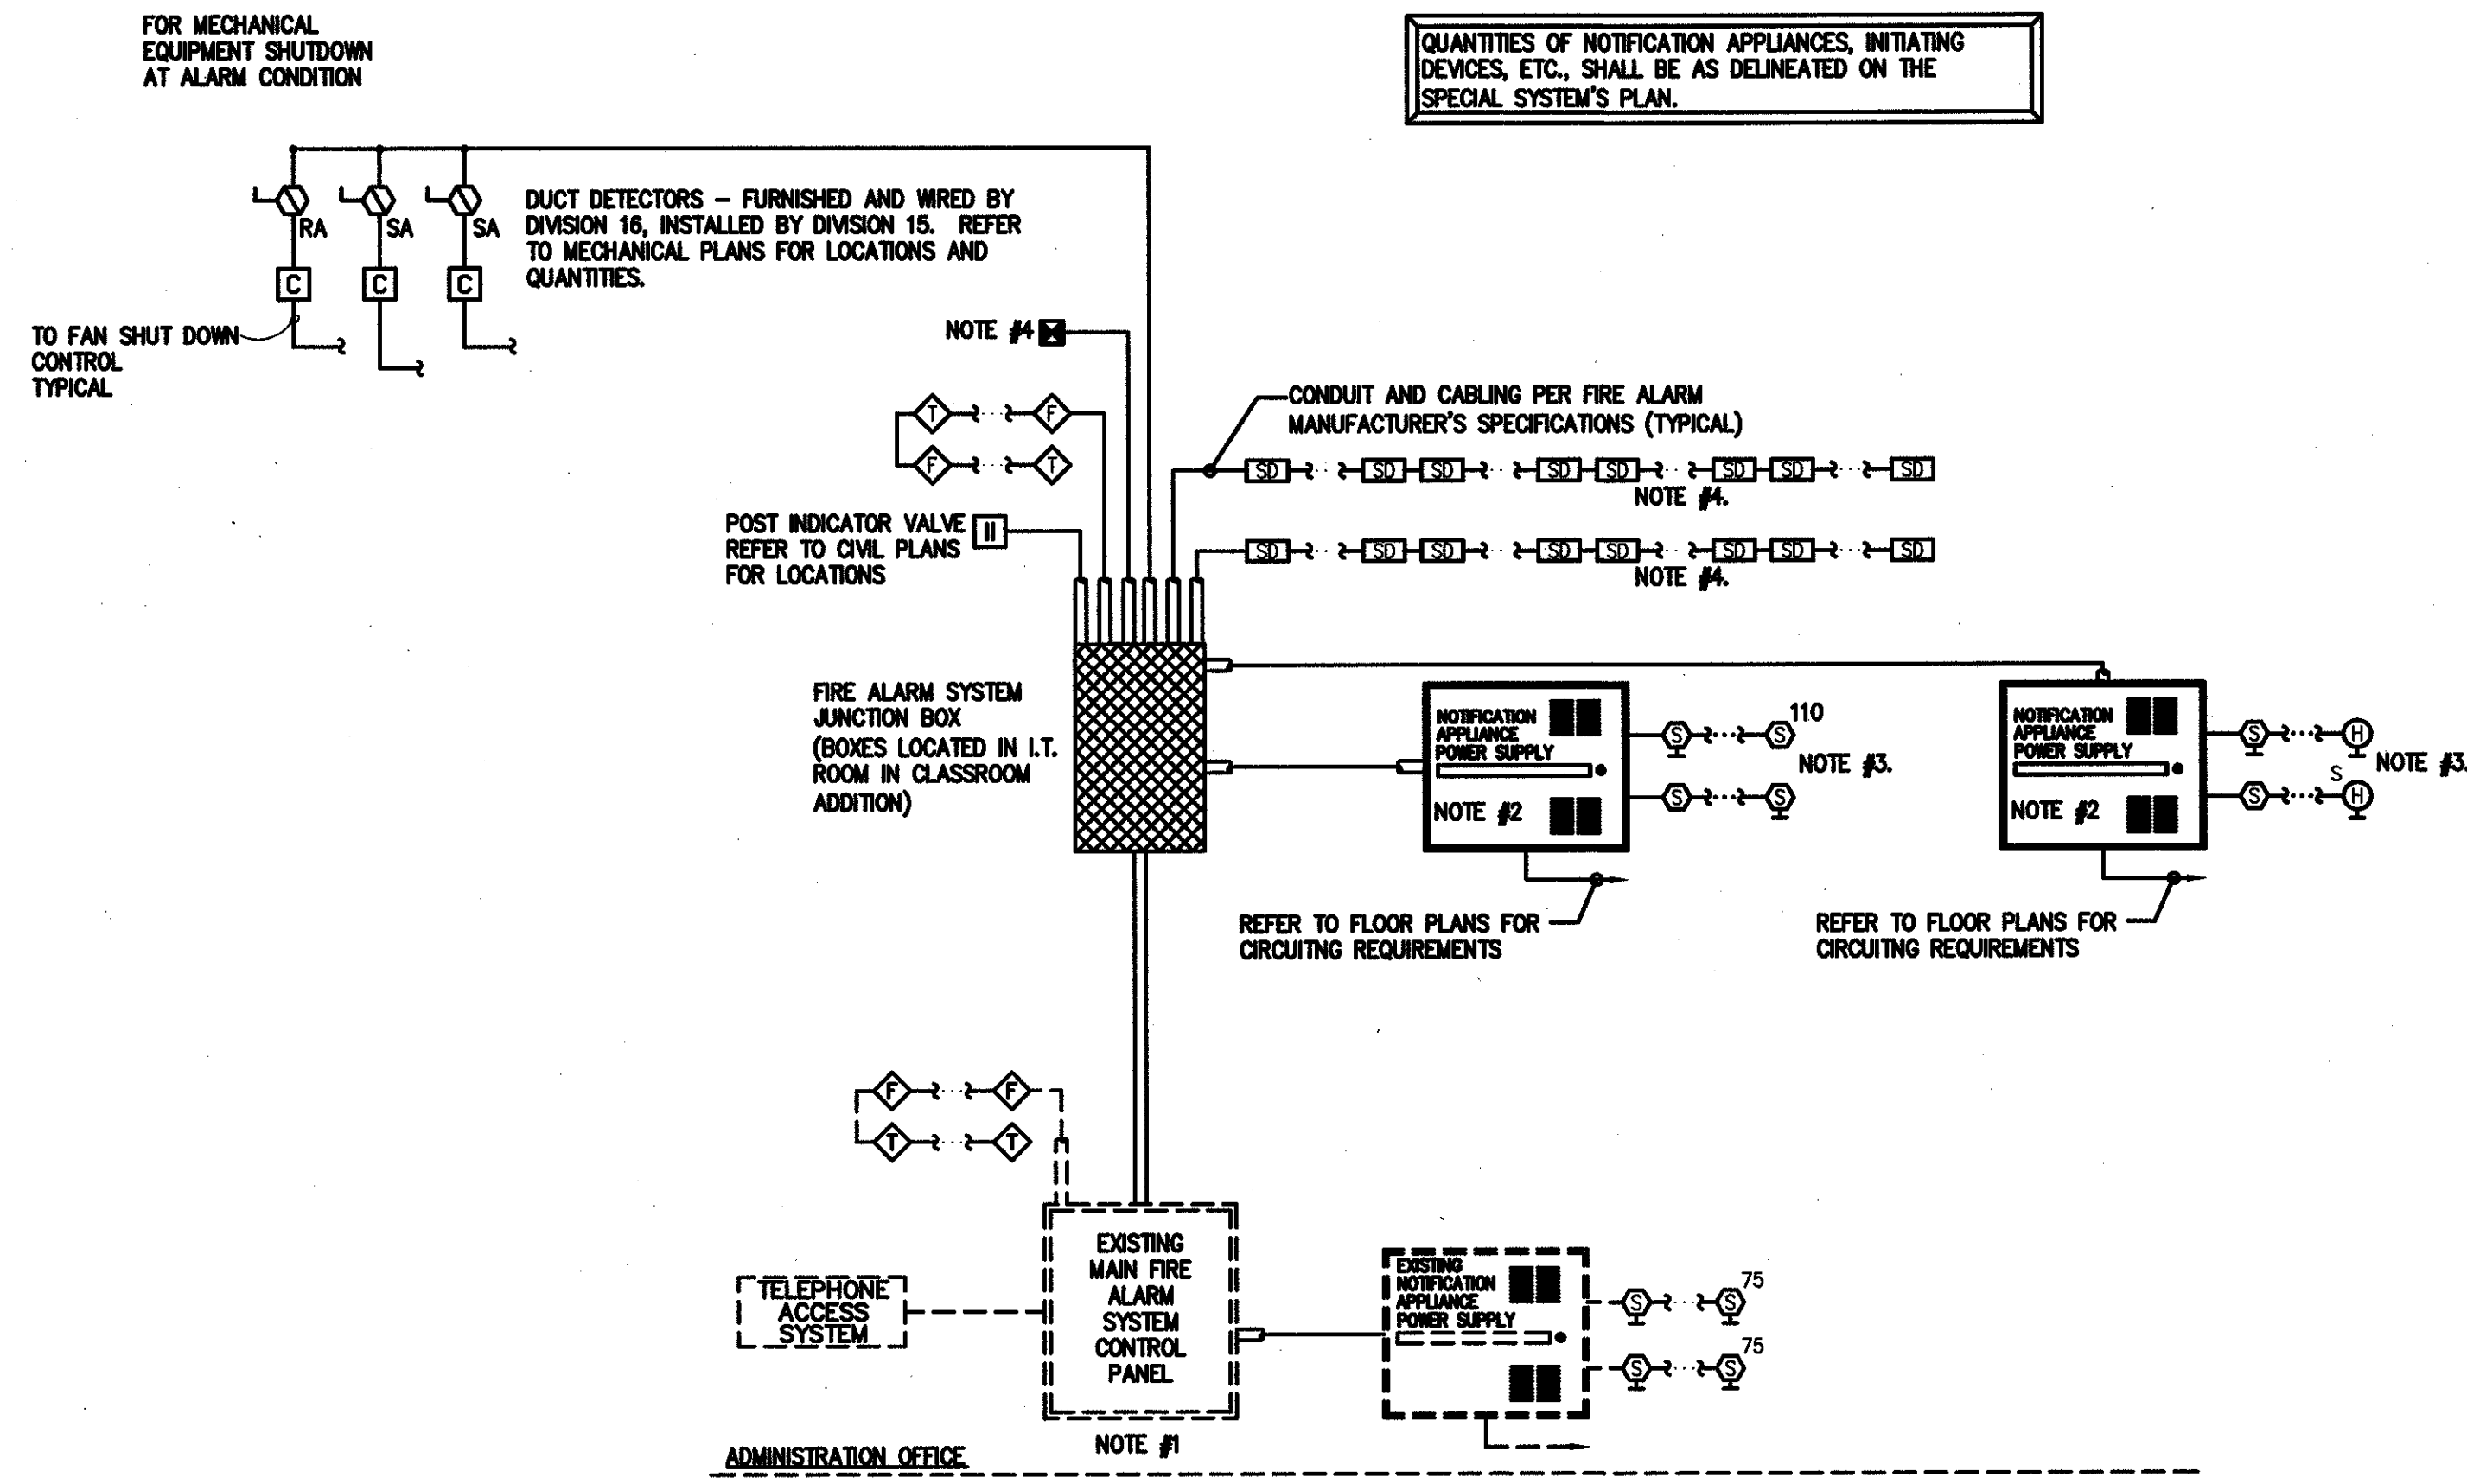 FOR MECHANICAL
EQUIPMENT SHUTDOWN
AT ALARM CONDITION
QUANTITIES OF NOTIFICATION APPLIANCES, INITIATING
DEVICES, ETC., SHALL BE AS DELINEATED ON THE
SPECIAL SYSTEM'S PLAN.
RA SA SA
C C C
DUCT DETECTORS – FURNISHED AND WIRED BY
DIVISION 16, INSTALLED BY DIVISION 15. REFER
TO MECHANICAL PLANS FOR LOCATIONS AND
QUANTITIES.
TO FAN SHUT DOWN
CONTROL
TYPICAL
NOTE #4
T F
F T
CONDUIT AND CABLING PER FIRE ALARM
MANUFACTURER'S SPECIFICATIONS (TYPICAL)
SD SD SD SD SD SD SD SD
NOTE #4.
POST INDICATOR VALVE
REFER TO CIVIL PLANS
FOR LOCATIONS
II
SD SD SD SD SD SD SD SD
NOTE #4.
FIRE ALARM SYSTEM
JUNCTION BOX
(BOXES LOCATED IN I.T.
ROOM IN CLASSROOM
ADDITION)
NOTIFICATION
APPLIANCE
POWER SUPPLY
NOTE #2
S S 110
NOTE #3.
S S
REFER TO FLOOR PLANS FOR
CIRCUITNG REQUIREMENTS
NOTIFICATION
APPLIANCE
POWER SUPPLY
NOTE #2
S H
NOTE #3.
S
S H
REFER TO FLOOR PLANS FOR
CIRCUITNG REQUIREMENTS
F F
T T
TELEPHONE
ACCESS
SYSTEM
EXISTING
MAIN FIRE
ALARM
SYSTEM
CONTROL
PANEL
NOTE #1
EXISTING
NOTIFICATION
APPLIANCE
POWER SUPPLY
S S 75
S S 75
ADMINISTRATION OFFICE